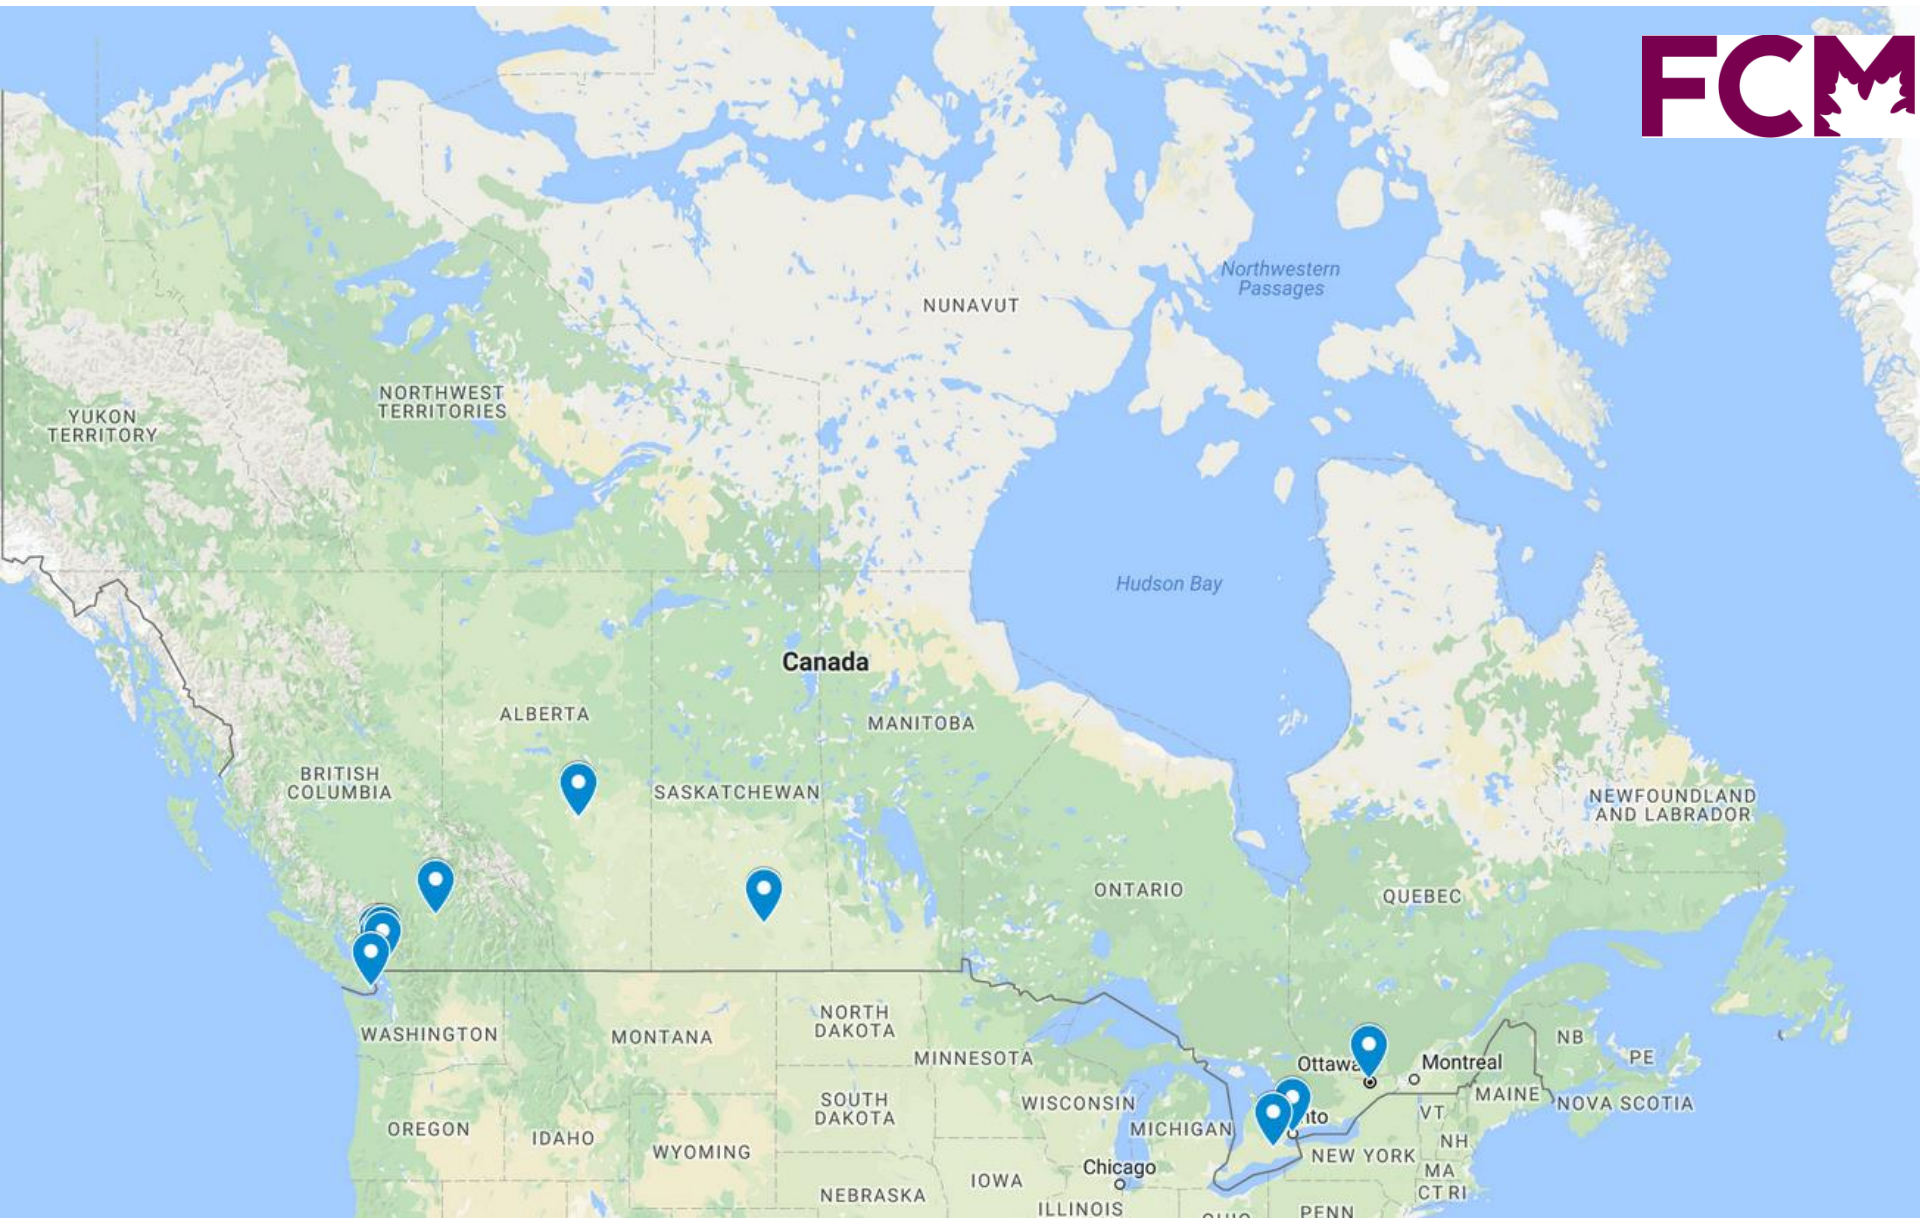 FCM
Northwestern
Passages
NUNAVUT
NORTHWEST
TERRITORIES
YUKON
TERRITORY
Hudson Bay
Canada
ALBERTA
MANITOBA
BRITISH
COLUMBIA
SASKATCHEWAN
NEWFOUNDLAND
AND LABRADOR
ONTARIO
QUEBEC
WASHINGTON
MONTANA
NORTH
DAKOTA
MINNESOTA
Ottawa
Montreal
NB
PE
MAINE
NOVA SCOTIA
OREGON
IDAHO
WYOMING
SOUTH
DAKOTA
WISCONSIN
MICHIGAN
nto
VT
NH
NEW YORK
MA
CT RI
Chicago
IOWA
NEBRASKA
ILLINOIS
OHIO
PENN